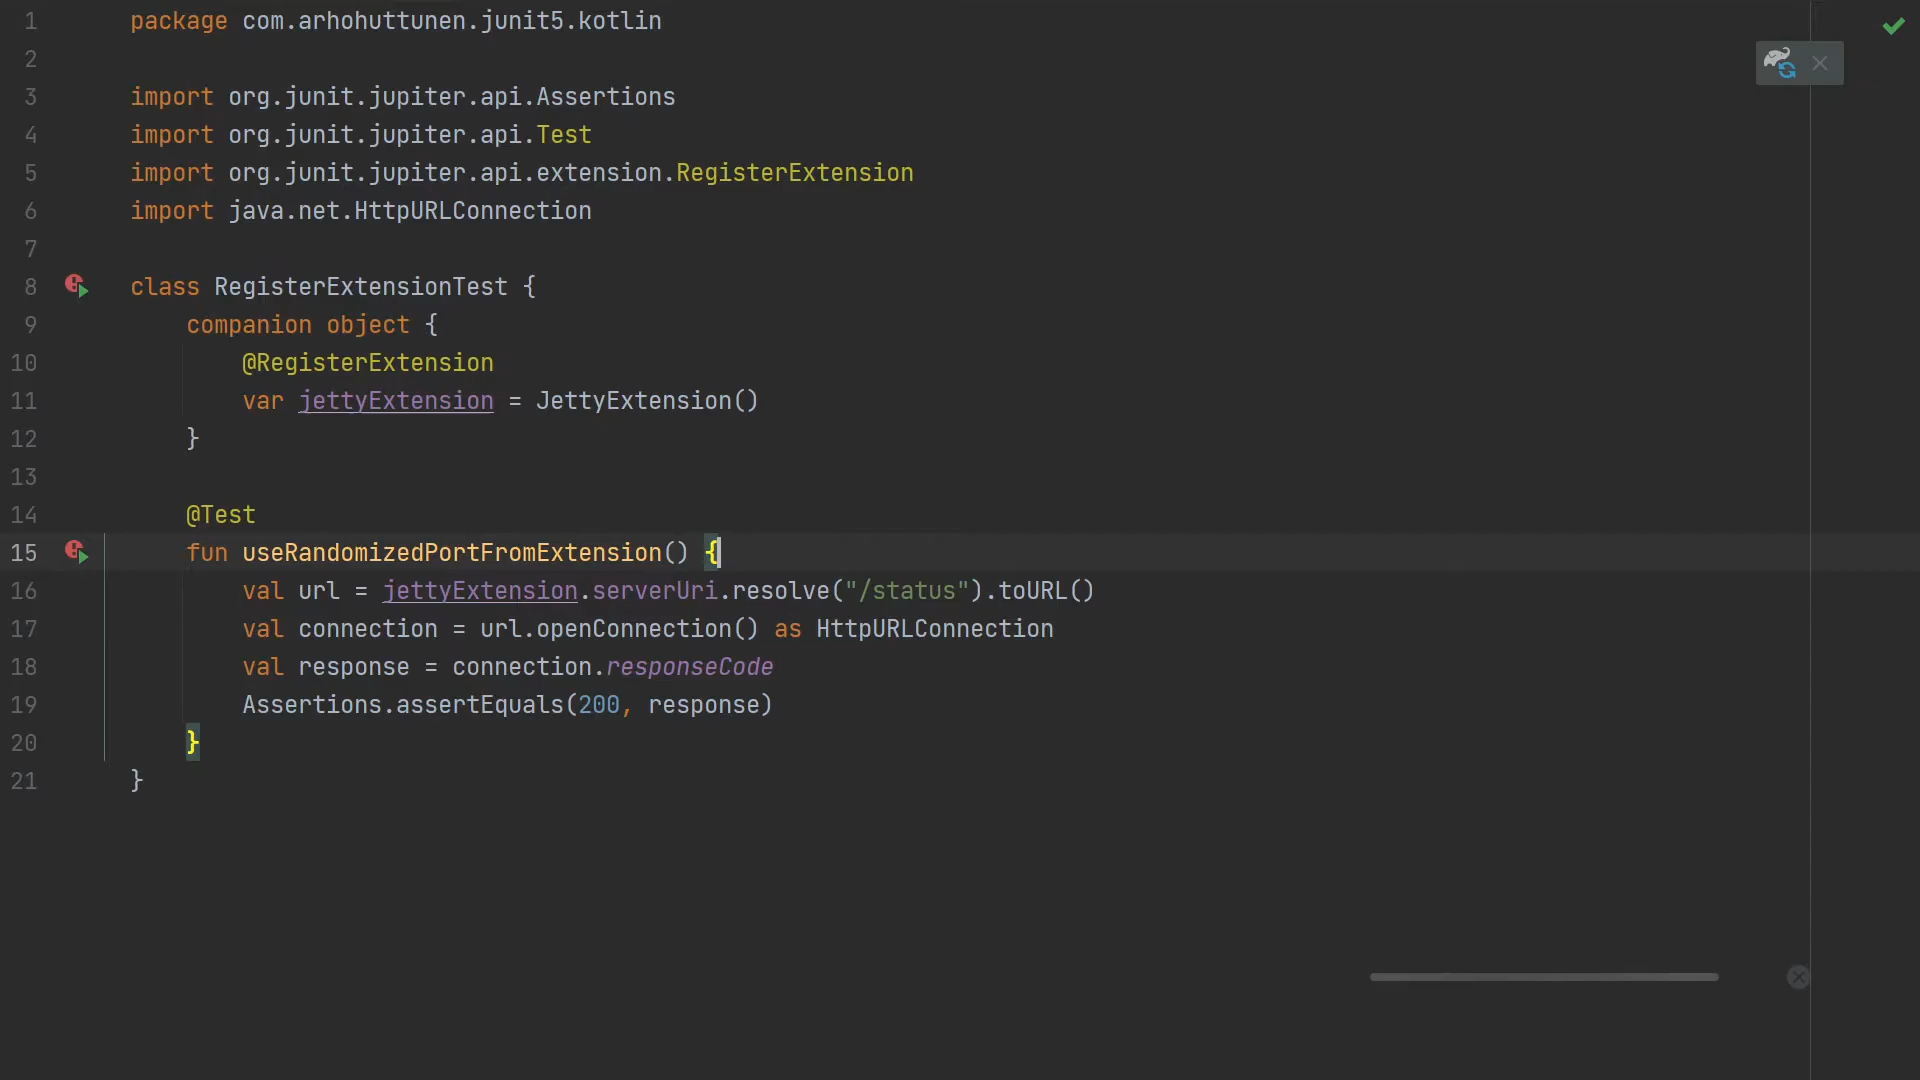 1 package com.arhohuttunen.junit5.kotlin
2
3 import org.junit.jupiter.api.Assertions
4 import org.junit.jupiter.api.Test
5 import org.junit.jupiter.api.extension.RegisterExtension
6 import java.net.HttpURLConnection
7
8 class RegisterExtensionTest {
9 companion object {
10 @RegisterExtension
11 var jettyExtension = JettyExtension()
12 }
13
14 @Test
15 fun useRandomizedPortFromExtension() {
16 val url = jettyExtension.serverUri.resolve("/status").toURL()
17 val connection = url.openConnection() as HttpURLConnection
18 val response = connection.responseCode
19 Assertions.assertEquals(200, response)
20 }
21 }